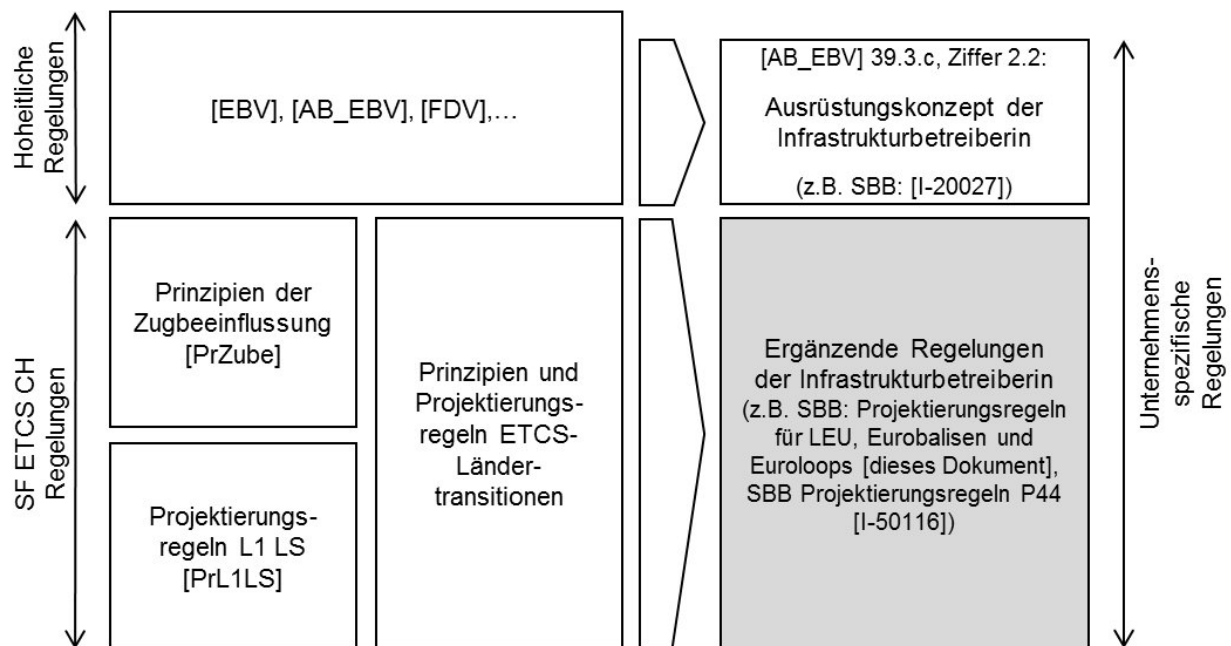 Hoheitliche
Regelungen
[EBV], [AB_EBV], [FDV],…
[AB_EBV] 39.3.c, Ziffer 2.2:
Ausrüstungskonzept der
Infrastrukturbetreiberin
(z.B. SBB: [I-20027])
SF ETCS CH
Regelungen
Prinzipien der
Zugbeeinflussung
[PrZube]
Projektierungs-
regeln L1 LS
[PrL1LS]
Prinzipien und
Projektierungs-
regeln ETCS-
Länder-
transitionen
Ergänzende Regelungen
der Infrastrukturbetreiberin
(z.B. SBB: Projektierungsregeln
für LEU, Eurobalisen und
Euroloops [dieses Dokument],
SBB Projektierungsregeln P44
[I-50116])
Unternehmens-
spezifische
Regelungen